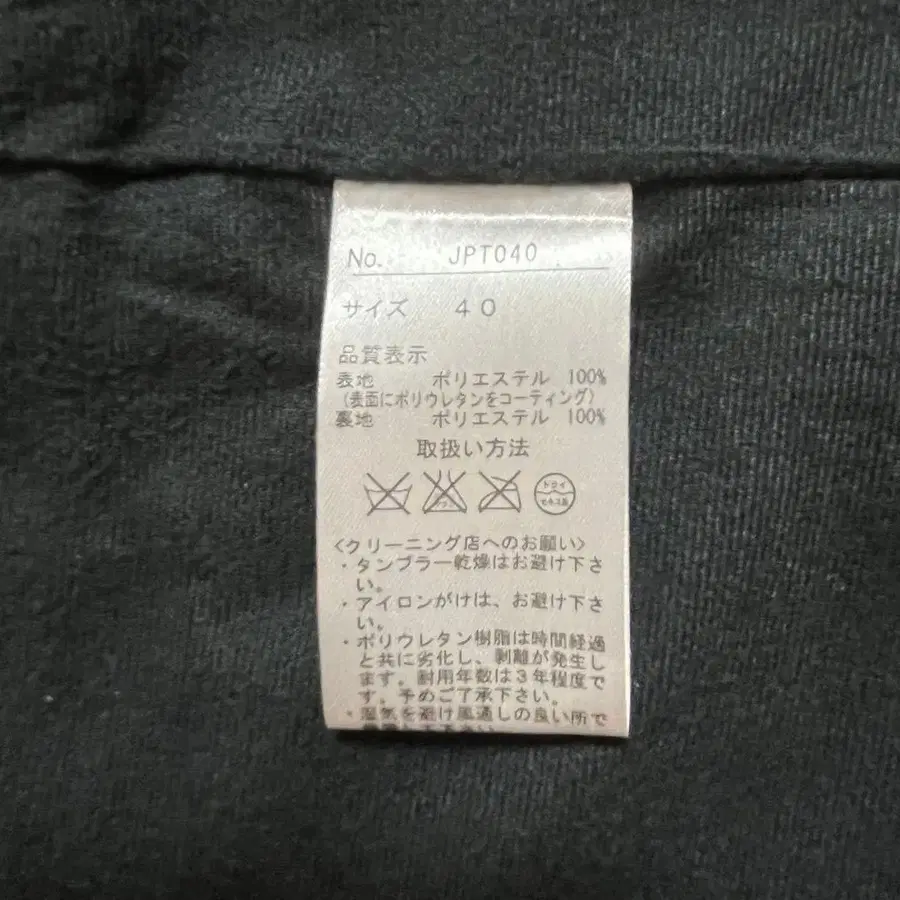 No. JPT040
サイズ 40
品質表示
表地 ポリエステル 100%
(表面にポリウレタンをコーティング)
裏地 ポリエステル 100%
取扱い方法
ドライ
セキユ系
<クリーニング店へのお願い>
・タンブラー乾燥はお避け下さ
い。
・アイロンがけは、お避け下さ
い。
・ポリウレタン樹脂は時間経過
と共に劣化し、剥離が発生し
ます。耐用年数は3年程度で
す。予めご了承下さい。
・湿気を避け風通しの良い所で